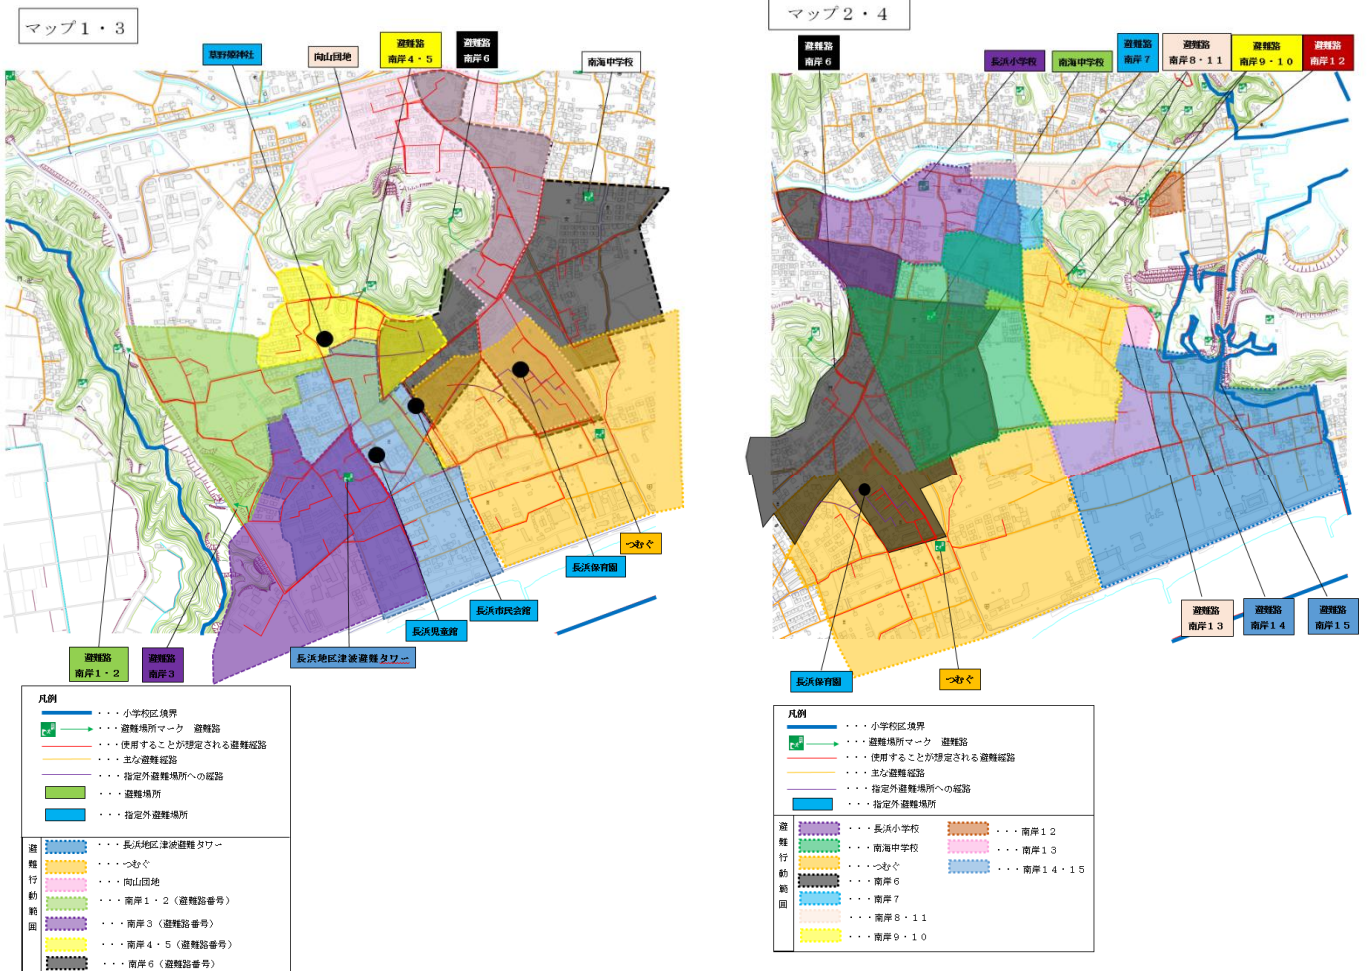 マップ１・３
草野原神社
向山団地
避難路
南岸４・５
避難路
南岸６
南海中学校
つむぐ
長浜保育園
長浜市民会館
長浜児童館
長浜地区津波避難タワー
避難路
南岸１・２
避難路
南岸３
凡例
・・・小学校区境界
・・・避難場所マーク　避難路
・・・使用することが想定される避難経路
・・・主な避難経路
・・・指定外避難場所への経路
・・・避難場所
・・・指定外避難場所
避難行動範囲
・・・長浜地区津波避難タワー
・・・つむぐ
・・・向山団地
・・・南岸１・２（避難路番号）
・・・南岸３（避難路番号）
・・・南岸４・５（避難路番号）
・・・南岸６（避難路番号）
マップ２・４
避難路
南岸６
長浜小学校
南海中学校
避難路
南岸７
避難路
南岸８・１１
避難路
南岸９・１０
避難路
南岸１２
避難路
南岸１３
避難路
南岸１４
避難路
南岸１５
長浜保育園
つむぐ
凡例
・・・小学校区境界
・・・避難場所マーク　避難路
・・・使用することが想定される避難経路
・・・主な避難経路
・・・指定外避難場所への経路
・・・指定外避難場所
避難行動範囲
・・・長浜小学校
・・・南海中学校
・・・つむぐ
・・・南岸６
・・・南岸７
・・・南岸８・１１
・・・南岸９・１０
・・・南岸１２
・・・南岸１３
・・・南岸１４・１５